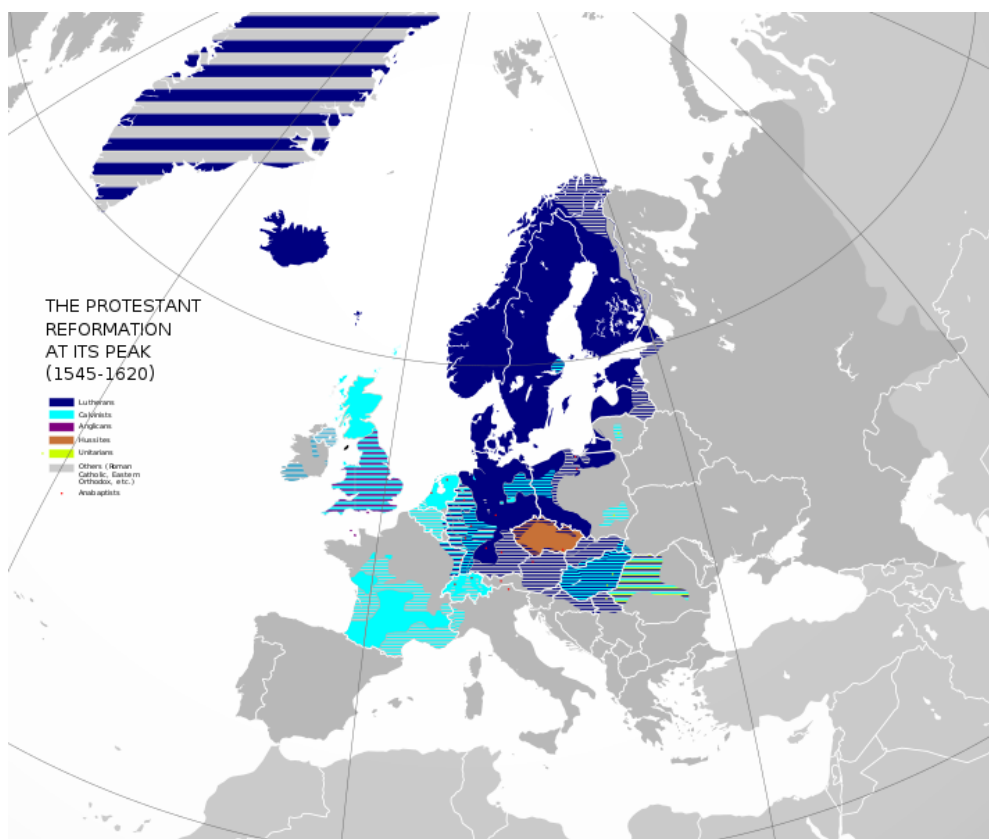 THE PROTESTANT
REFORMATION
AT ITS PEAK
(1545-1620)
Lutherans
Calvinists
Anglicans
Hussites
Unitarians
Others (Roman
Catholic, Eastern
Orthodox, etc.)
Anabaptists